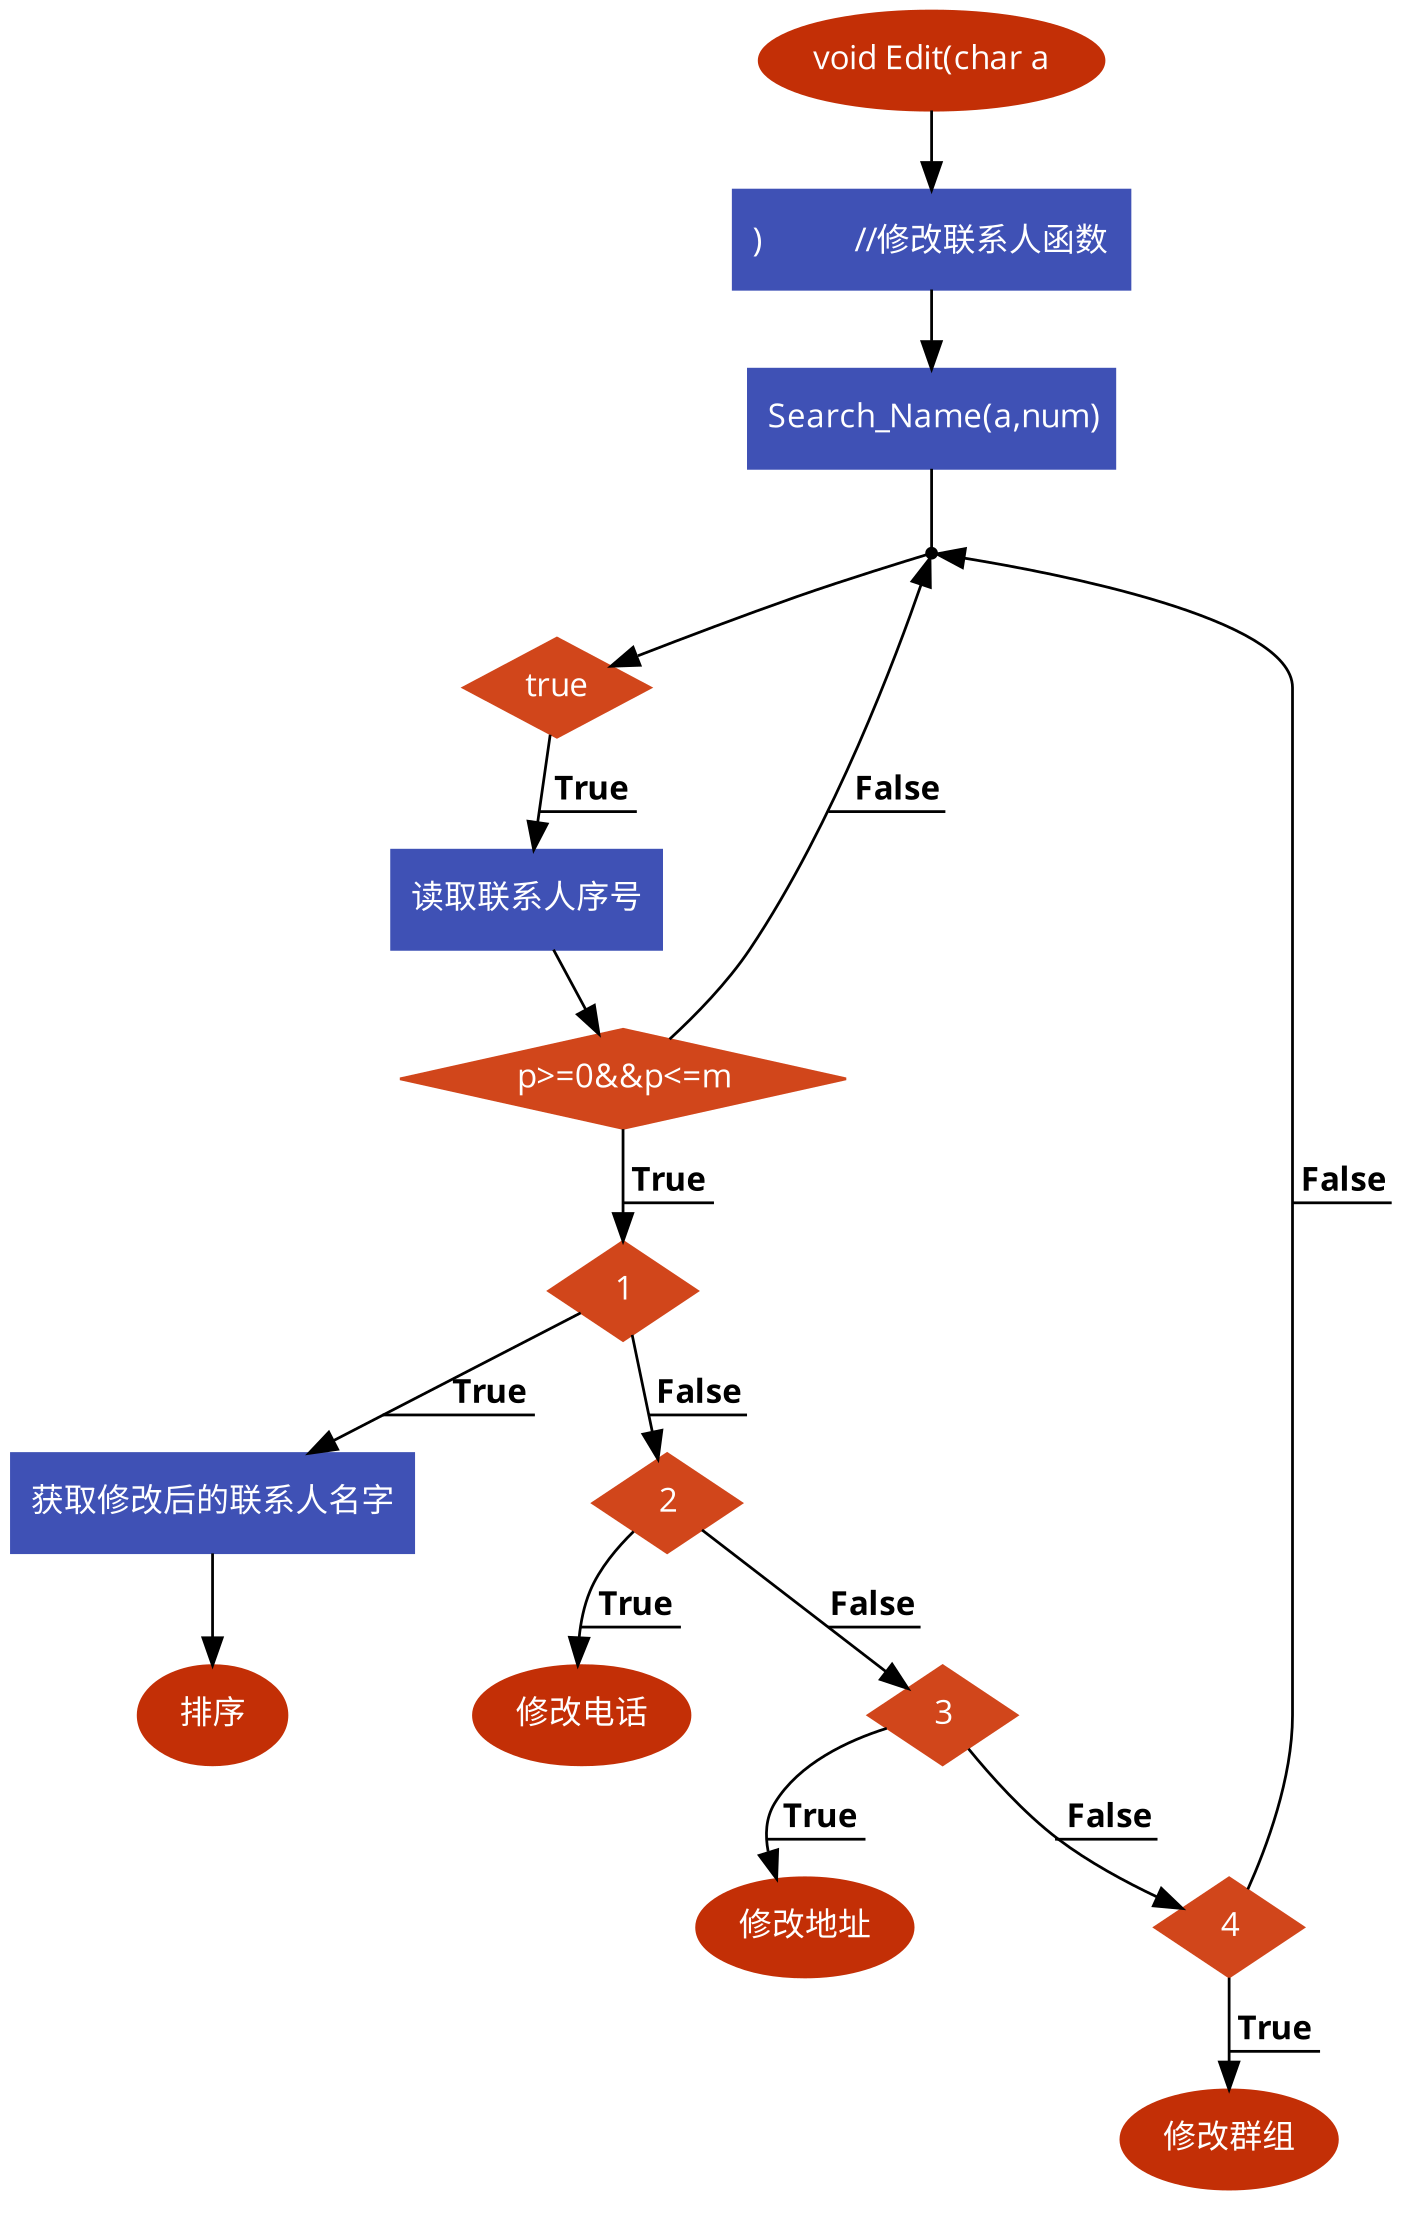 void Edit(char a
)          //修改联系人函数
Search_Name(a,num)
true
True
False
读取联系人序号
p>=0&&p<=m
True
False
1
True
False
获取修改后的联系人名字
2
True
False
排序
修改电话
3
True
False
修改地址
4
True
修改群组